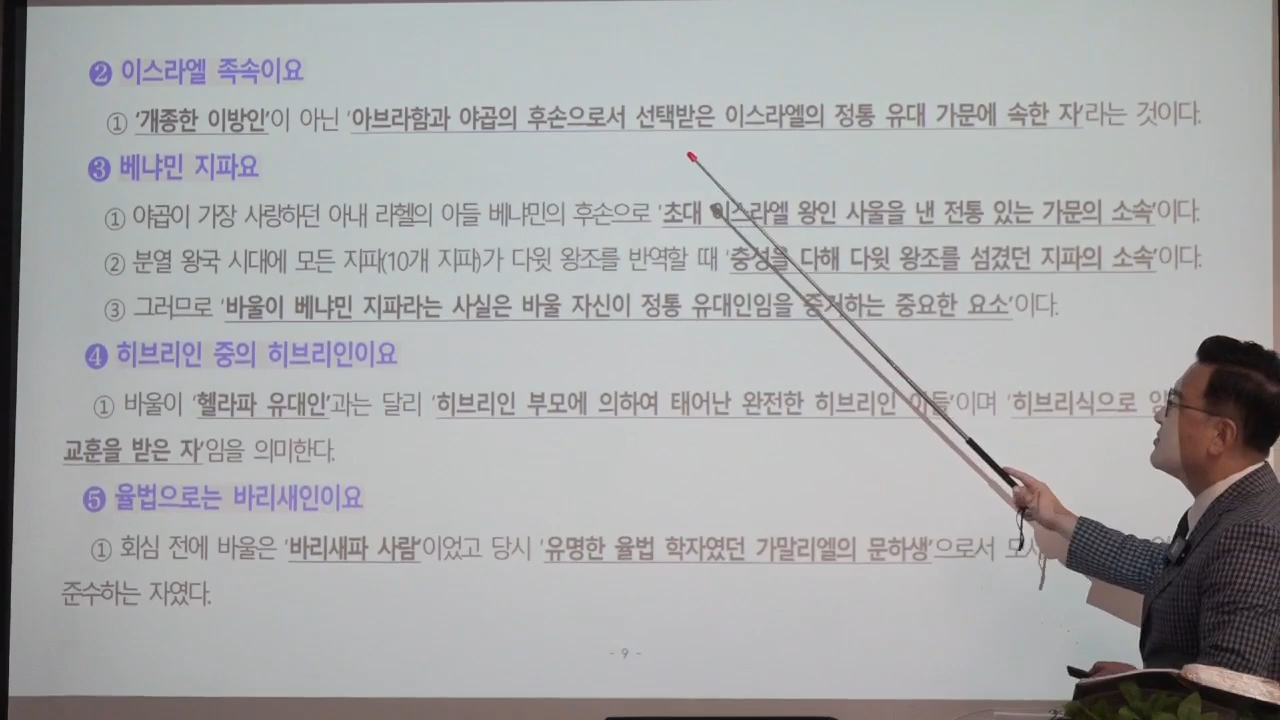 ❷ 이스라엘 족속이요
① '개종한 이방인'이 아닌 '아브라함과 야곱의 후손으로서 선택받은 이스라엘의 정통 유대 가문에 속한 자'라는 것이다.
❸ 베냐민 지파요
① 야곱이 가장 사랑하던 아내 라헬의 아들 베냐민의 후손으로 '초대 이스라엘 왕인 사울을 낸 전통 있는 가문의 소속'이다.
② 분열 왕국 시대에 모든 지파(10개 지파)가 다윗 왕조를 반역할 때 '충성을 다해 다윗 왕조를 섬겼던 지파의 소속'이다.
③ 그러므로 '바울이 베냐민 지파라는 사실은 바울 자신이 정통 유대인임을 증거하는 중요한 요소'이다.
❹ 히브리인 중의 히브리인이요
① 바울이 '헬라파 유대인'과는 달리 '히브리인 부모에 의하여 태어난 완전한 히브리인 아들'이며 '히브리식으로
교훈을 받은 자'임을 의미한다.
❺ 율법으로는 바리새인이요
① 회심 전에 바울은 '바리새파 사람'이었고 당시 '유명한 율법 학자였던 가말리엘의 문하생'으로서
준수하는 자였다.
- 9 -